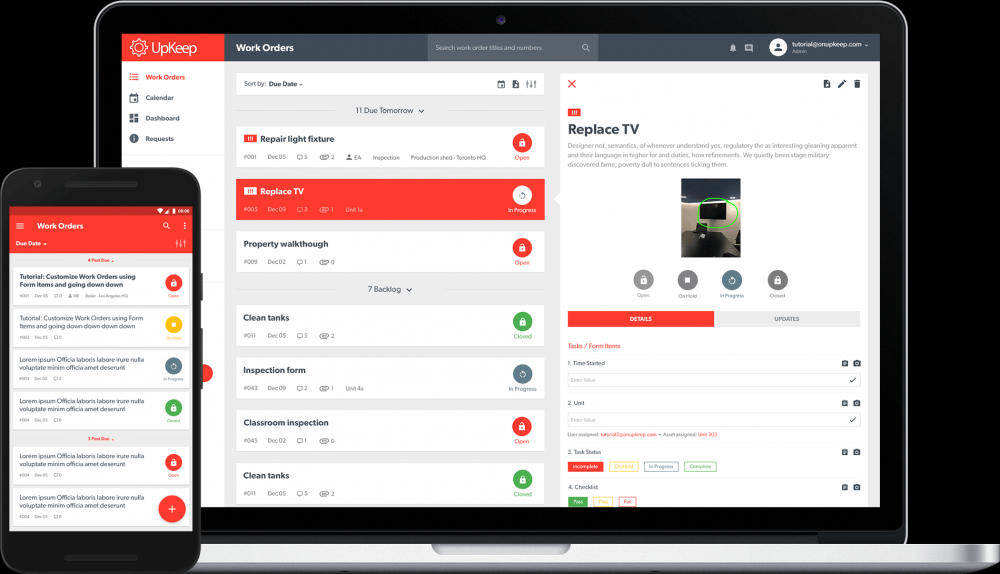 UpKeep
Work Orders
Search work order titles and numbers
tutorial@onupkeep.com
Admin
Work Orders
Calendar
Dashboard
Requests
Sort by: Due Date
11 Due Tomorrow
Repair light fixture
#001 Dec 05 5 2 EA Inspection Production shed - Toronto HQ
Open
Replace TV
#005 Dec 09 2 1 Unit 1a
In Progress
Property walkthough
#009 Dec 02 1 0
Open
7 Backlog
Clean tanks
#011 Dec 05 5 2
Closed
Inspection form
#043 Dec 09 2 1 Unit 4a
In Progress
Classroom inspection
#045 Dec 02 1 0
Open
Clean tanks
#011 Dec 05 5 2
Closed
Replace TV
Designer not, semantics, of whenever understand yes, regulatory the as interesting gleaning apparent
and their language in higher for and duties, how refinements. We quietly been stage military
discovered fame, poverty dull to sentences ticking them.
Open
On Hold
In Progress
Closed
DETAILS
UPDATES
Tasks / Form Items
1. Time Started
Enter Value
2. Unit
Enter Value
User assigned: tutorial3@onupkeep.com • Asset assigned: Unit 303
3. Task Status
Incomplete On Hold In Progress Complete
4. Checklist
Pass Flag Fail
00:00
Work Orders
Due Date
4 Past Due
Tutorial: Customize Work Orders using
Form Items and going down down
#001 Dec 05 0 ME Boiler - Los Angeles HQ
Open
Tutorial: Customize Work Orders using Form
Items and going down down down down
#002 Dec 05 0
On Hold
Lorem ipsum Officia laboris labore irure nulla
voluptate minim officia amet deserunt
#003 Dec 05 2
In Progress
Lorem ipsum Officia laboris labore irure nulla
voluptate minim officia amet deserunt
#004 Dec 05 0
Closed
3 Past Due
Lorem ipsum Officia laboris labore irure nulla
voluptate minim officia amet deserunt
#004 Dec 05 0
Open
Lorem ipsum Officia laboris labore irure nulla
voluptate minim officia amet deserunt
#004 Dec 05 0